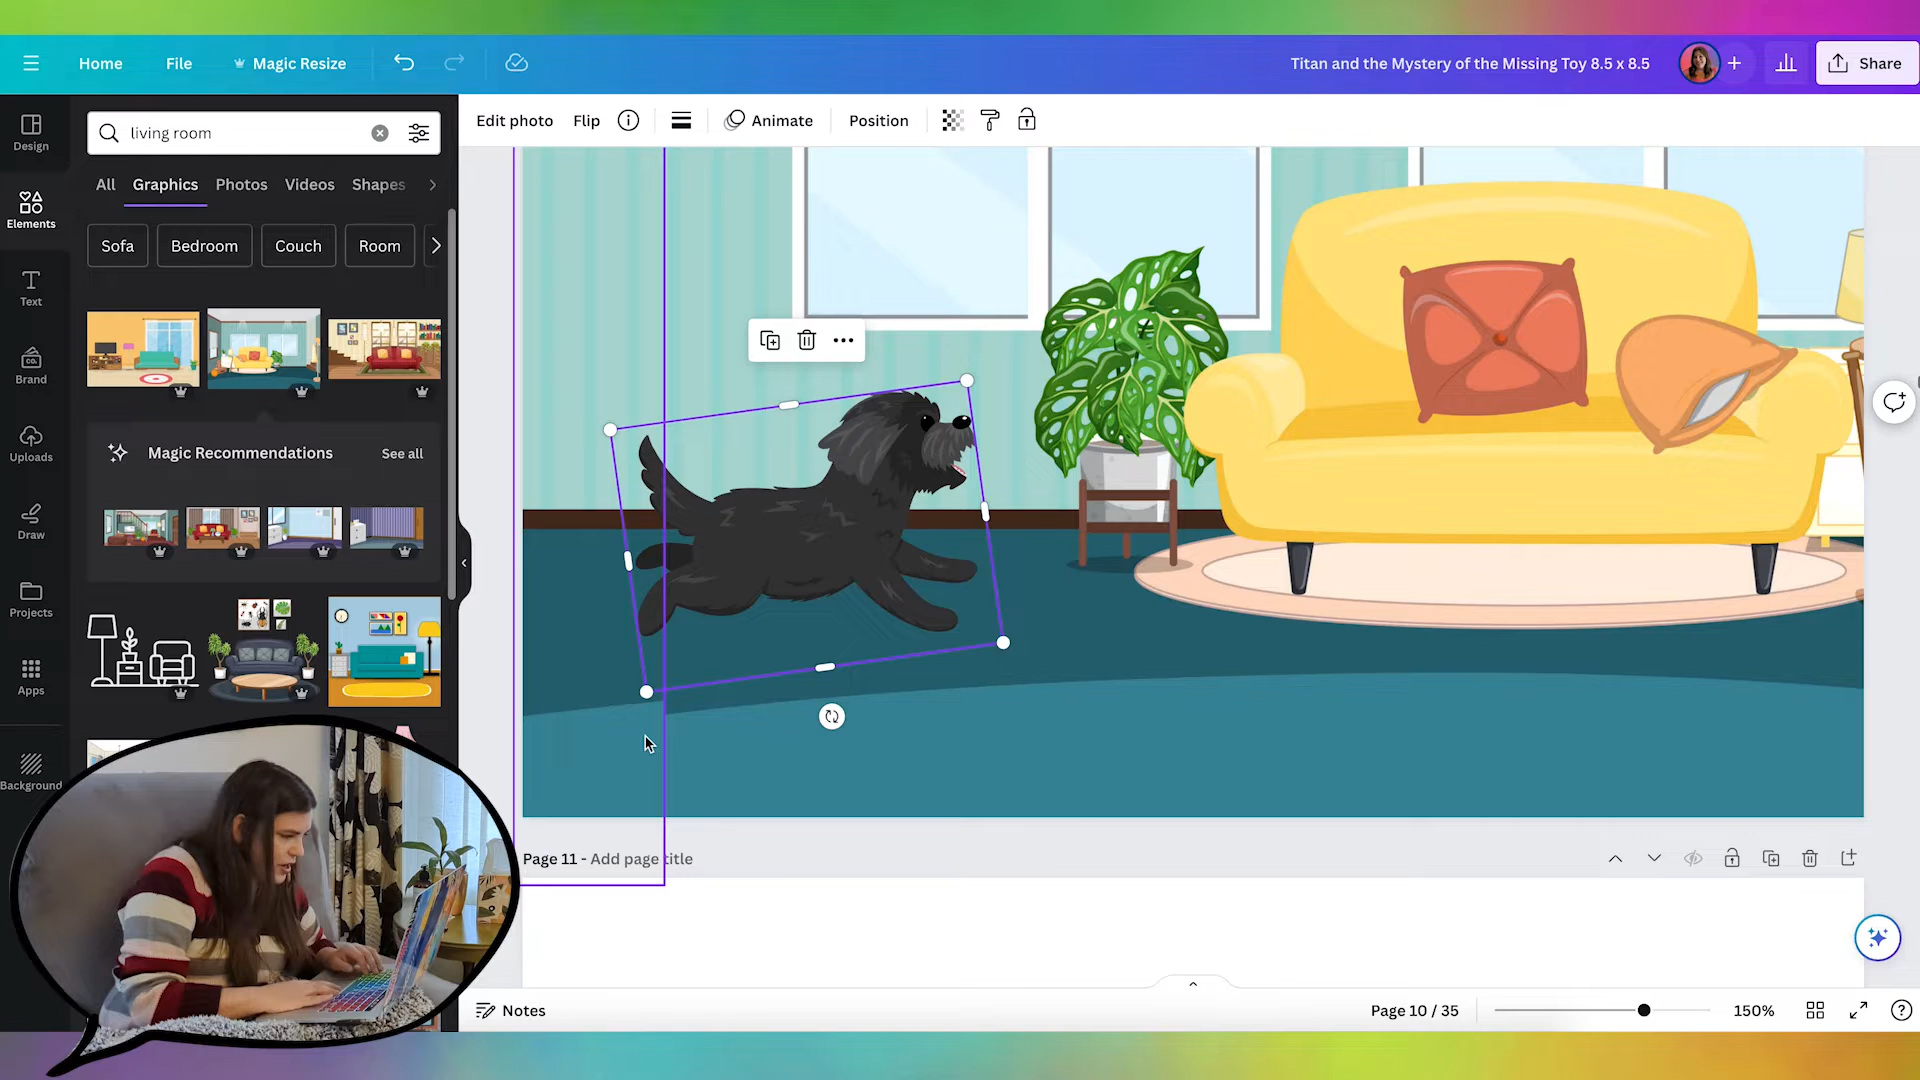 Home
File
Magic Resize
Titan and the Mystery of the Missing Toy 8.5 x 8.5
Share
Design
Elements
Text
Brand
Uploads
Draw
Projects
Apps
Background
CO.
living room
All
Graphics
Photos
Videos
Shapes
Sofa
Bedroom
Couch
Room
Magic Recommendations
See all
Edit photo
Flip
Animate
Position
Page 11 - Add page title
Notes
Page 10 / 35
150%